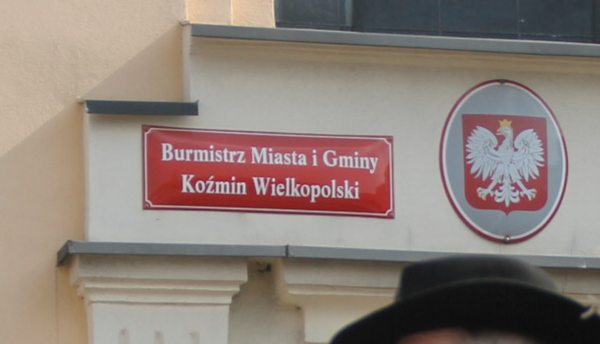 Burmistrz Miasta i Gminy
Koźmin Wielkopolski